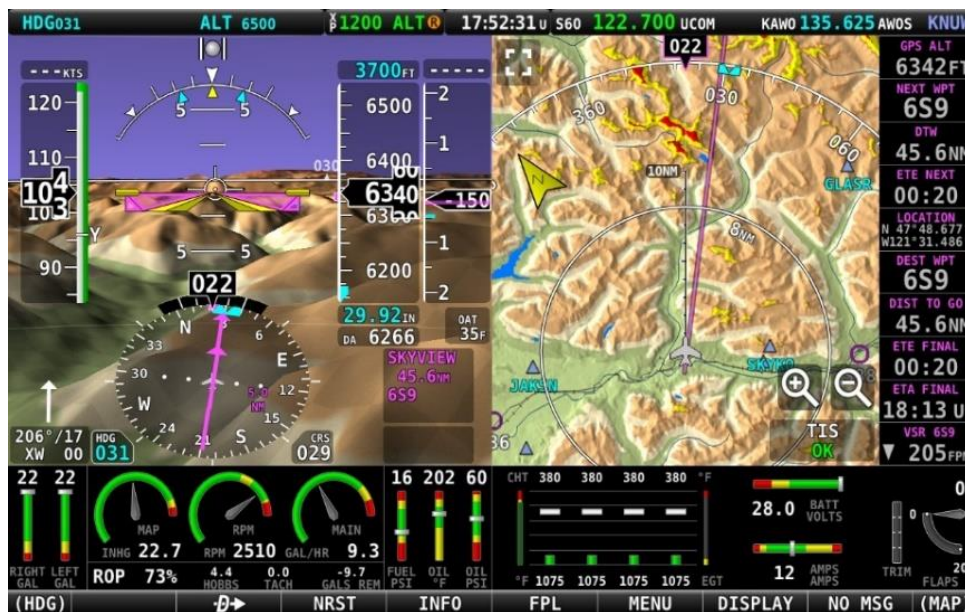 HDG031 ALT 6500 XP 1200 ALT R 17:52:31U S60 122.700 UCOM KAWO 135.625 AWOS KNUW
---KTS
120
110
104
103
90
Y
5 5
5 5
030
3700FT
6500
6400
6340
6300
6200
-----
2
1
-150
1
2
29.92IN
DA 6266
OAT
35F
022
N
3
6
E
12
15
S
21
24
W
30
33
5.0
NM
SKYVIEW
45.6NM
6S9
206°/17
XW 00
HDG
031
CRS
029
022
360
030
060
10NM
8NM
N
GLASR
JAKSN
SKYKO
36
TIS
OK
GPS ALT
6342FT
NEXT WPT
6S9
DTW
45.6NM
ETE NEXT
00:20
LOCATION
N 47°48.677
W121°31.486
DEST WPT
6S9
DIST TO GO
45.6NM
ETE FINAL
00:20
ETA FINAL
18:13 U
VSR 6S9
205FPM
22 22
RIGHT GAL LEFT GAL
MAP
INHG 22.7
RPM
RPM 2510
MAIN
GAL/HR 9.3
ROP 73%
4.4 HOBBS
0.0 TACH
-9.7 GALS REM
16 202 60
FUEL PSI OIL °F OIL PSI
CHT 380 380 380 380 °F
°F 1075 1075 1075 1075 EGT
28.0 BATT VOLTS
12 AMPS AMPS
TRIM
0
FLAPS
(HDG) D NRST INFO FPL MENU DISPLAY NO MSG (MAP